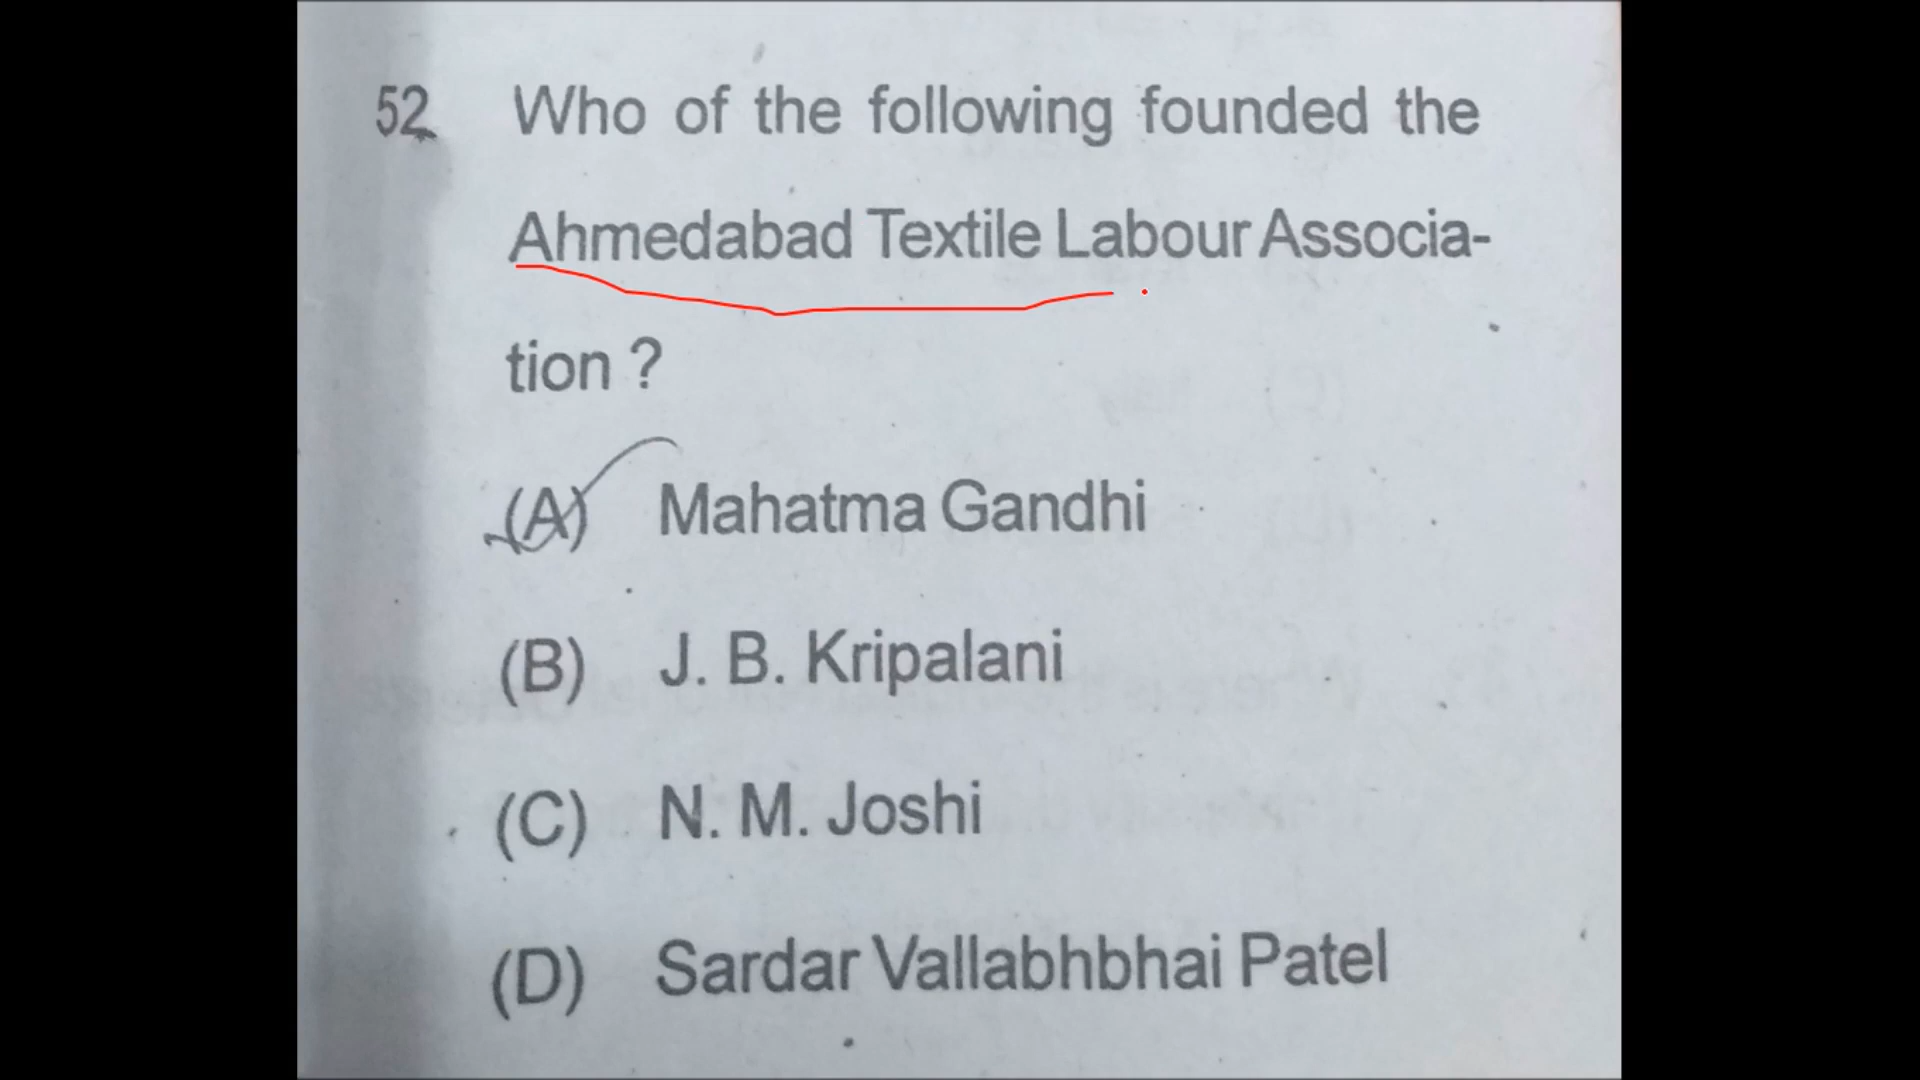 52. Who of the following founded the
Ahmedabad Textile Labour Associa-
tion ?
(A) Mahatma Gandhi
(B) J. B. Kripalani
(C) N. M. Joshi
(D) Sardar Vallabhbhai Patel